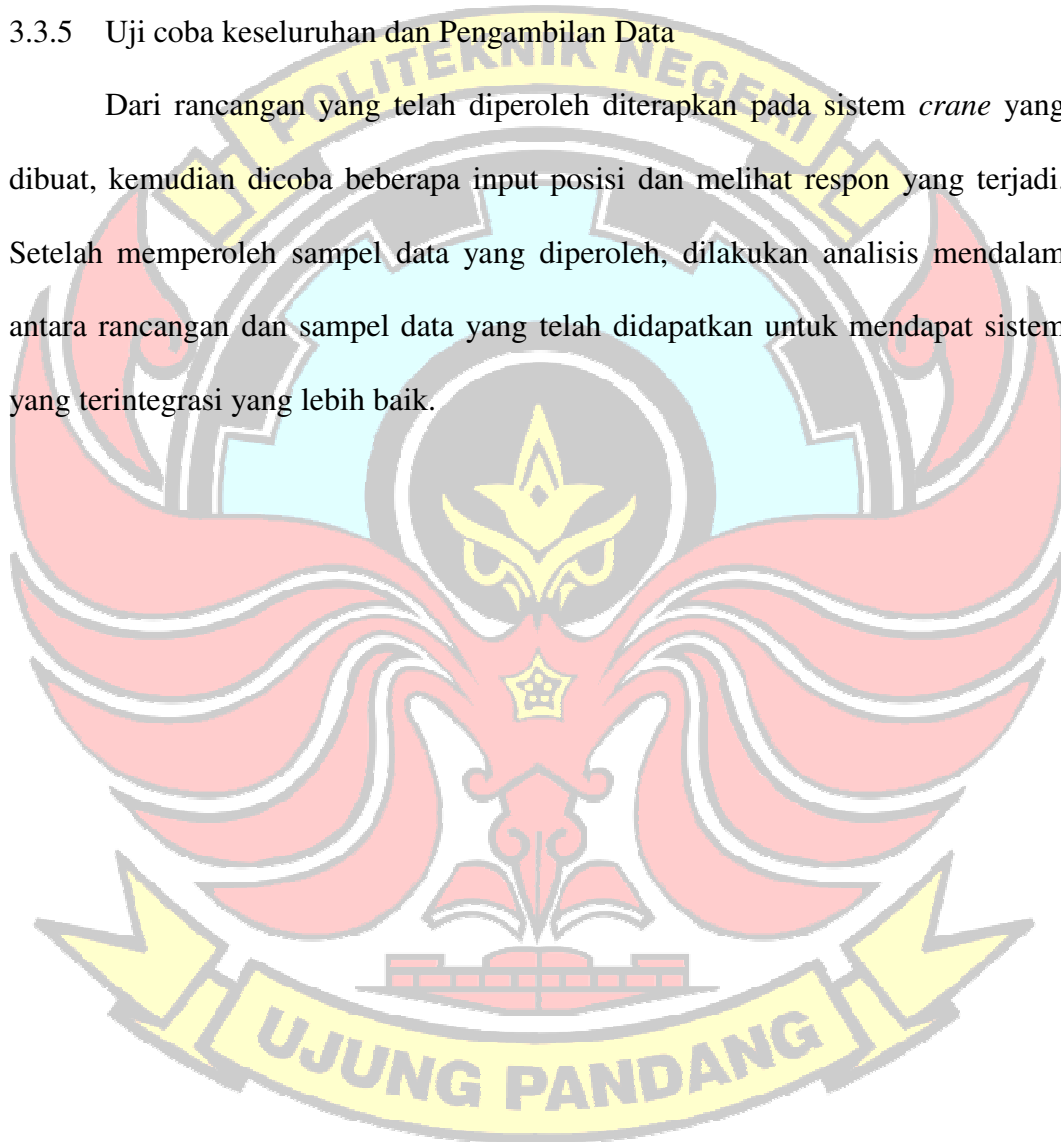 3.3.5 Uji coba keseluruhan dan Pengambilan Data
POLITEKNIK NEGERI
Dari rancangan yang telah diperoleh diterapkan pada sistem crane yang
dibuat, kemudian dicoba beberapa input posisi dan melihat respon yang terjadi.
Setelah memperoleh sampel data yang diperoleh, dilakukan analisis mendalam
antara rancangan dan sampel data yang telah didapatkan untuk mendapat sistem
yang terintegrasi yang lebih baik.
UJUNG PANDANG